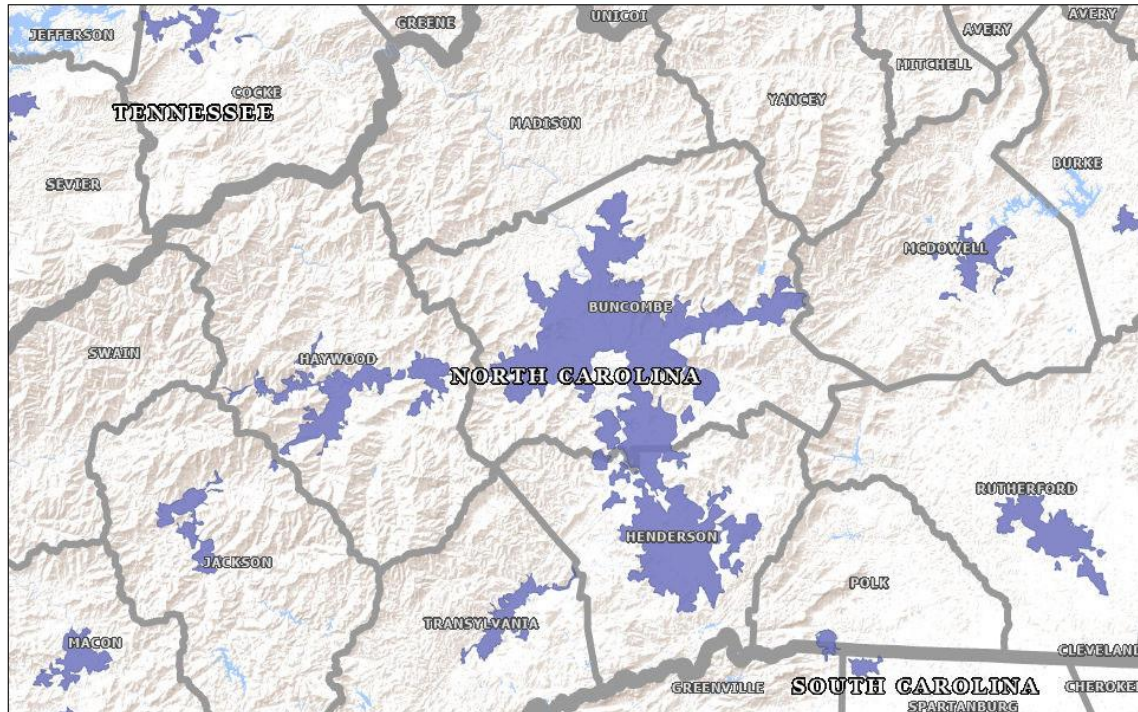 GREENE
UNICOI
AVERY
AVERY
JEFFERSON
MITCHELL
COCKE
YANCEY
TENNESSEE
MADISON
BURKE
SEVIER
MCDOWELL
BUNCOMBE
SWAIN
HAYWOOD
NORTH CAROLINA
RUTHERFORD
HENDERSON
JACKSON
POLK
TRANSYLVANIA
MACON
CLEVELAND
GREENVILLE
SOUTH CAROLINA
CHEROKEE
SPARTANBURG